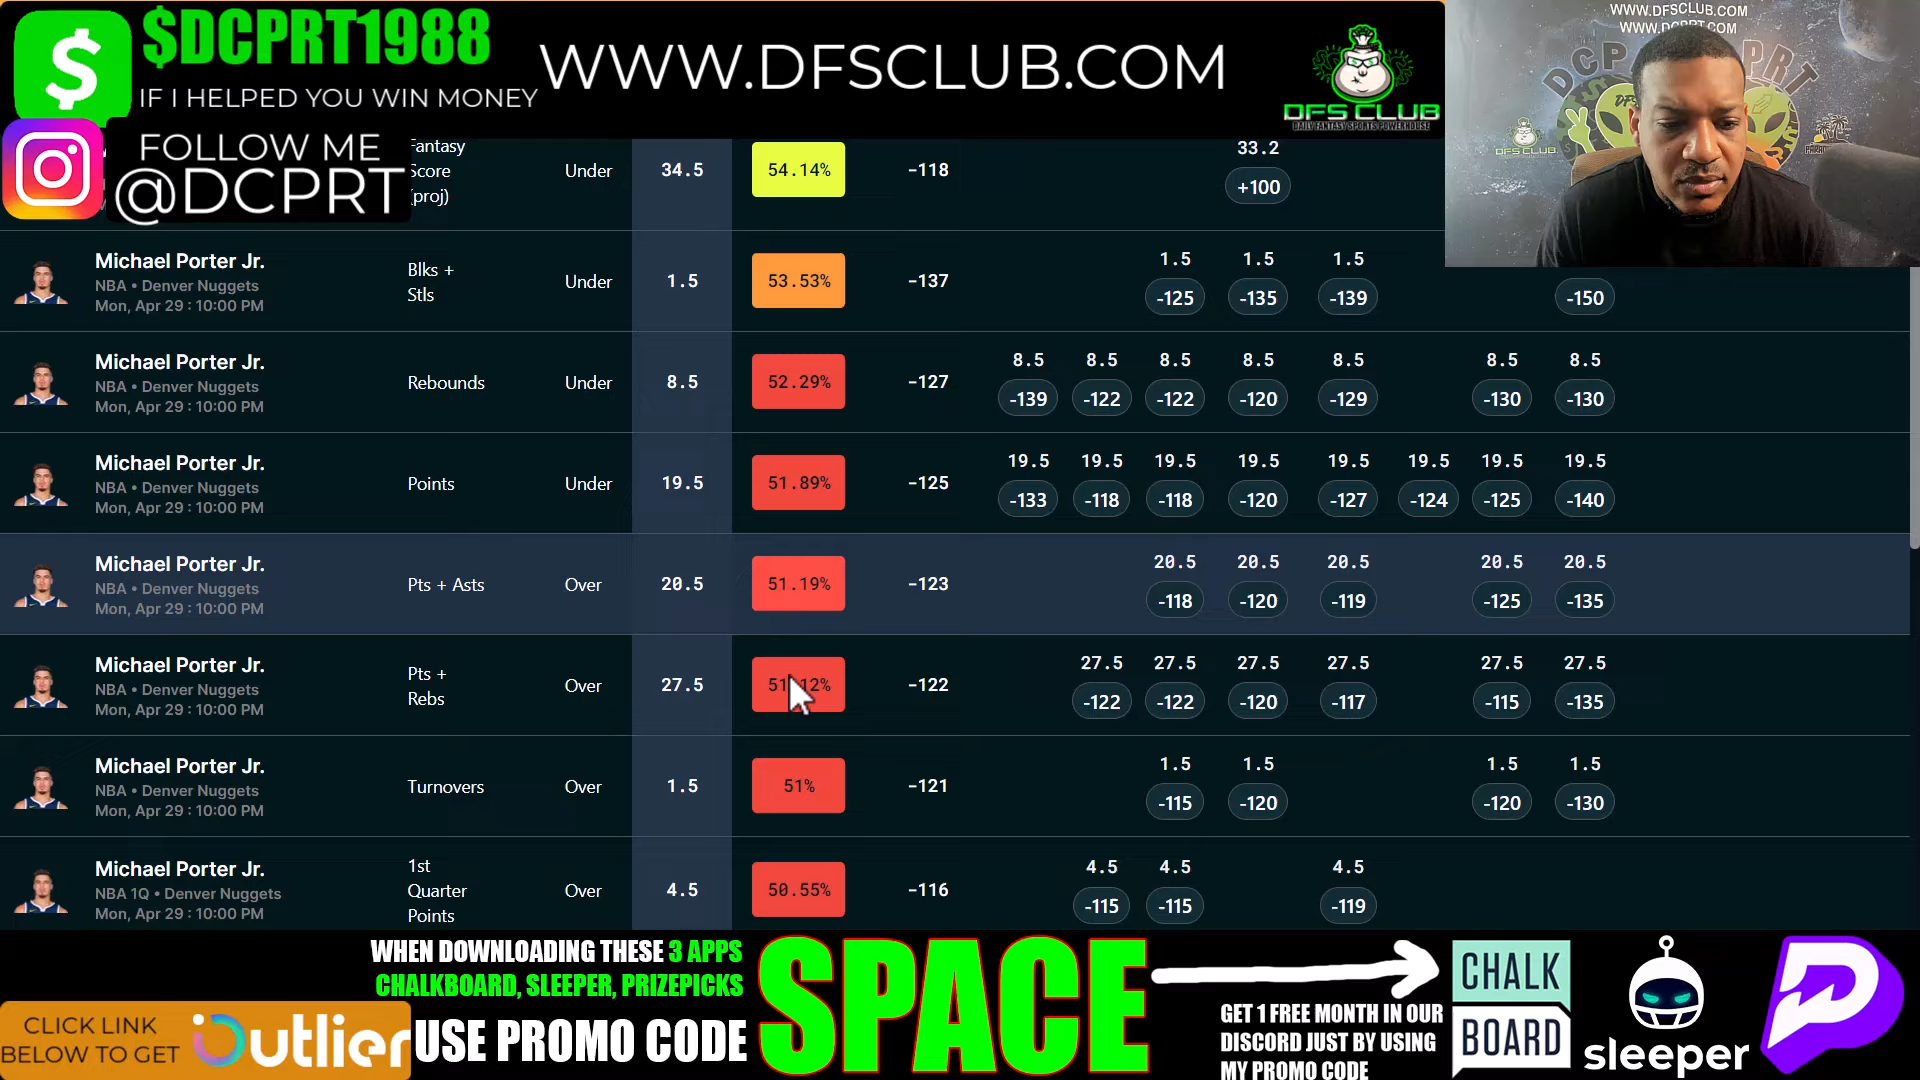 $DCPRT1988
IF I HELPED YOU WIN MONEY
WWW.DFSCLUB.COM
DFS CLUB
DAILY FANTASY SPORTS POWERHOUSE
WWW.DFSCLUB.COM
WWW.DCPRT.COM
DFS CLUB
FOLLOW ME
@DCPRT
Fantasy
Score
(proj)
Under
34.5
54.14%
-118
33.2
+100
Michael Porter Jr.
NBA • Denver Nuggets
Mon, Apr 29 : 10:00 PM
Blks +
Stls
Under
1.5
53.53%
-137
1.5 1.5 1.5
-125 -135 -139 -150
Michael Porter Jr.
NBA • Denver Nuggets
Mon, Apr 29 : 10:00 PM
Rebounds
Under
8.5
52.29%
-127
8.5 8.5 8.5 8.5 8.5 8.5 8.5
-139 -122 -122 -120 -129 -130 -130
Michael Porter Jr.
NBA • Denver Nuggets
Mon, Apr 29 : 10:00 PM
Points
Under
19.5
51.89%
-125
19.5 19.5 19.5 19.5 19.5 19.5 19.5 19.5
-133 -118 -118 -120 -127 -124 -125 -140
Michael Porter Jr.
NBA • Denver Nuggets
Mon, Apr 29 : 10:00 PM
Pts + Asts
Over
20.5
51.19%
-123
20.5 20.5 20.5 20.5 20.5
-118 -120 -119 -125 -135
Michael Porter Jr.
NBA • Denver Nuggets
Mon, Apr 29 : 10:00 PM
Pts +
Rebs
Over
27.5
-122
27.5 27.5 27.5 27.5 27.5 27.5
-122 -122 -120 -117 -115 -135
Michael Porter Jr.
NBA • Denver Nuggets
Mon, Apr 29 : 10:00 PM
Turnovers
Over
1.5
51%
-121
1.5 1.5 1.5 1.5
-115 -120 -120 -130
Michael Porter Jr.
NBA 1Q • Denver Nuggets
Mon, Apr 29 : 10:00 PM
1st
Quarter
Points
Over
4.5
50.55%
-116
4.5 4.5 4.5
-115 -115 -119
WHEN DOWNLOADING THESE 3 APPS
CHALKBOARD, SLEEPER, PRIZEPICKS
USE PROMO CODE
SPACE
CLICK LINK
BELOW TO GET
Outlier
GET 1 FREE MONTH IN OUR
DISCORD JUST BY USING
MY PROMO CODE
CHALK
BOARD
sleeper